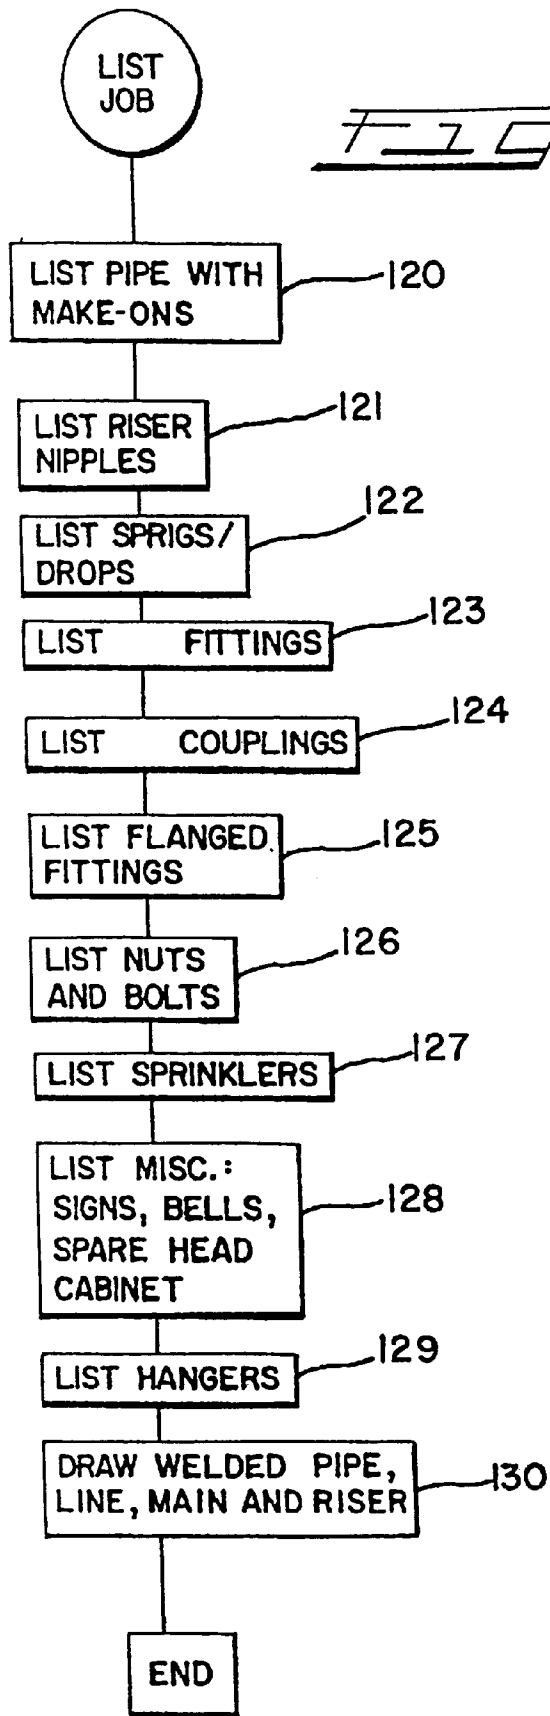 LIST
JOB
LIST PIPE WITH
MAKE-ONS
120
LIST RISER
NIPPLES
121
LIST SPRIGS/
DROPS
122
LIST FITTINGS
123
LIST COUPLINGS
124
LIST FLANGED
FITTINGS
125
LIST NUTS
AND BOLTS
126
LIST SPRINKLERS
127
LIST MISC.:
SIGNS, BELLS,
SPARE HEAD
CABINET
128
LIST HANGERS
129
DRAW WELDED PIPE,
LINE, MAIN AND RISER
130
END